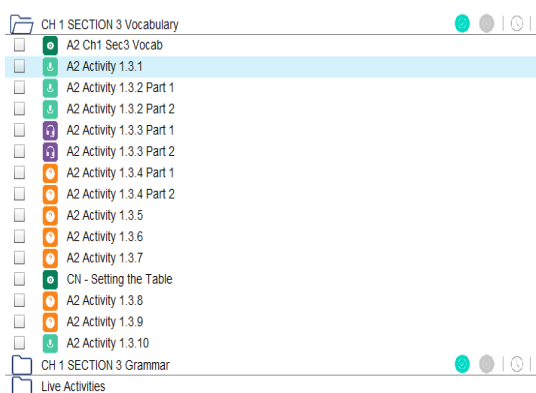 CH 1 SECTION 3 Vocabulary
A2 Ch1 Sec3 Vocab
A2 Activity 1.3.1
A2 Activity 1.3.2 Part 1
A2 Activity 1.3.2 Part 2
A2 Activity 1.3.3 Part 1
A2 Activity 1.3.3 Part 2
A2 Activity 1.3.4 Part 1
A2 Activity 1.3.4 Part 2
A2 Activity 1.3.5
A2 Activity 1.3.6
A2 Activity 1.3.7
CN - Setting the Table
A2 Activity 1.3.8
A2 Activity 1.3.9
A2 Activity 1.3.10
CH 1 SECTION 3 Grammar
Live Activities